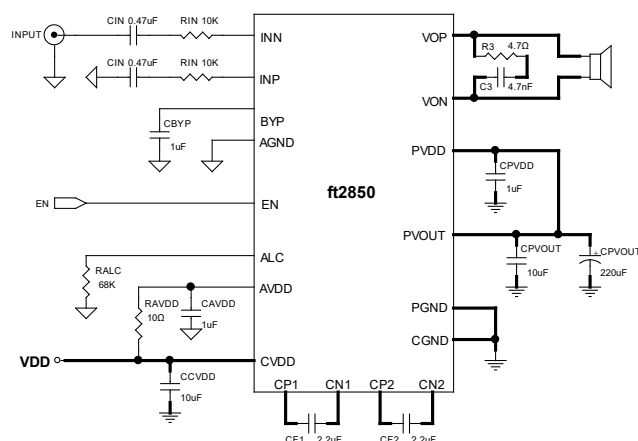 INPUT
CIN 0.47uF
RIN 10K
INN
CIN 0.47uF
RIN 10K
INP
CBYP
1uF
BYP
AGND
EN
EN
ALC
RALC
68K
AVDD
RAVDD
10Ω
CAVDD
1uF
VDD
CVDD
CCVDD
10uF
ft2850
CP1
CN1
CP2
CN2
CF1
2.2uF
CF2
2.2uF
VOP
R3
4.7Ω
C3
4.7nF
VON
PVDD
CPVDD
1uF
PVOUT
CPVOUT
10uF
+
CPVOUT
220uF
PGND
CGND